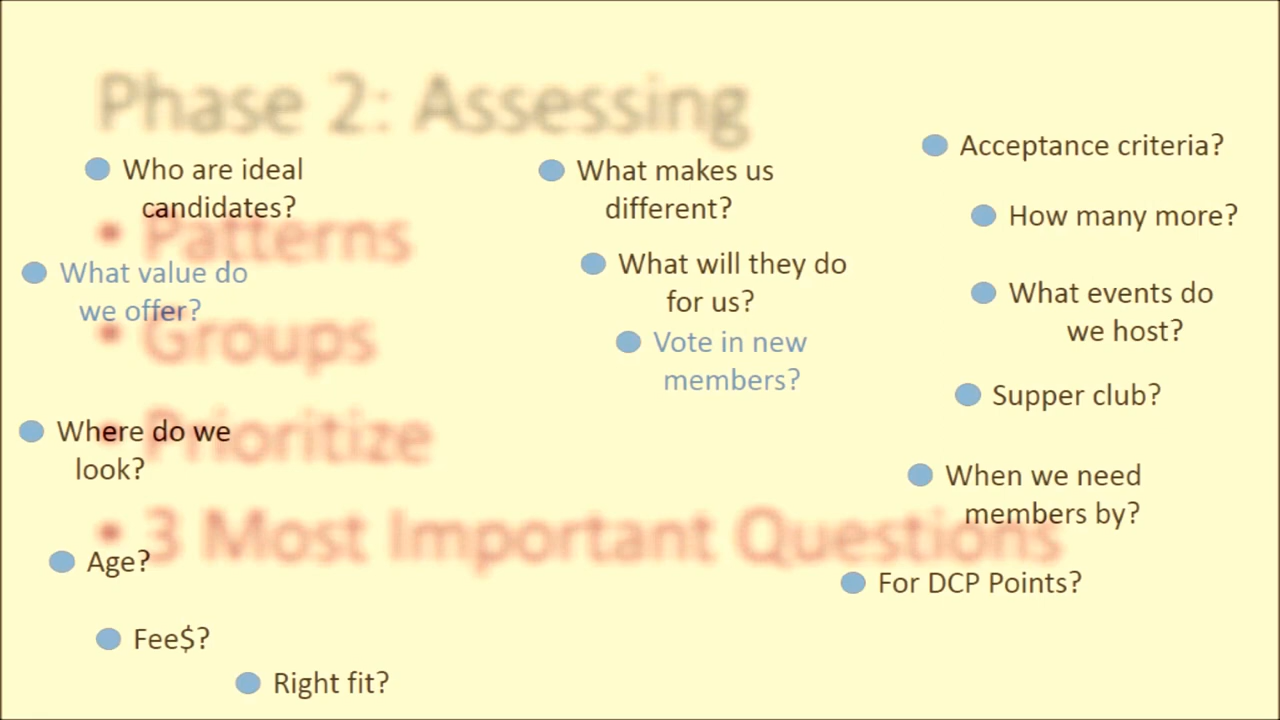 Phase 2: Assessing
• Patterns
• Groups
• Prioritize
• 3 Most Important Questions
Who are ideal
candidates?
What value do
we offer?
Where do we
look?
Age?
Fee$?
Right fit?
What makes us
different?
What will they do
for us?
Vote in new
members?
Acceptance criteria?
How many more?
What events do
we host?
Supper club?
When we need
members by?
For DCP Points?